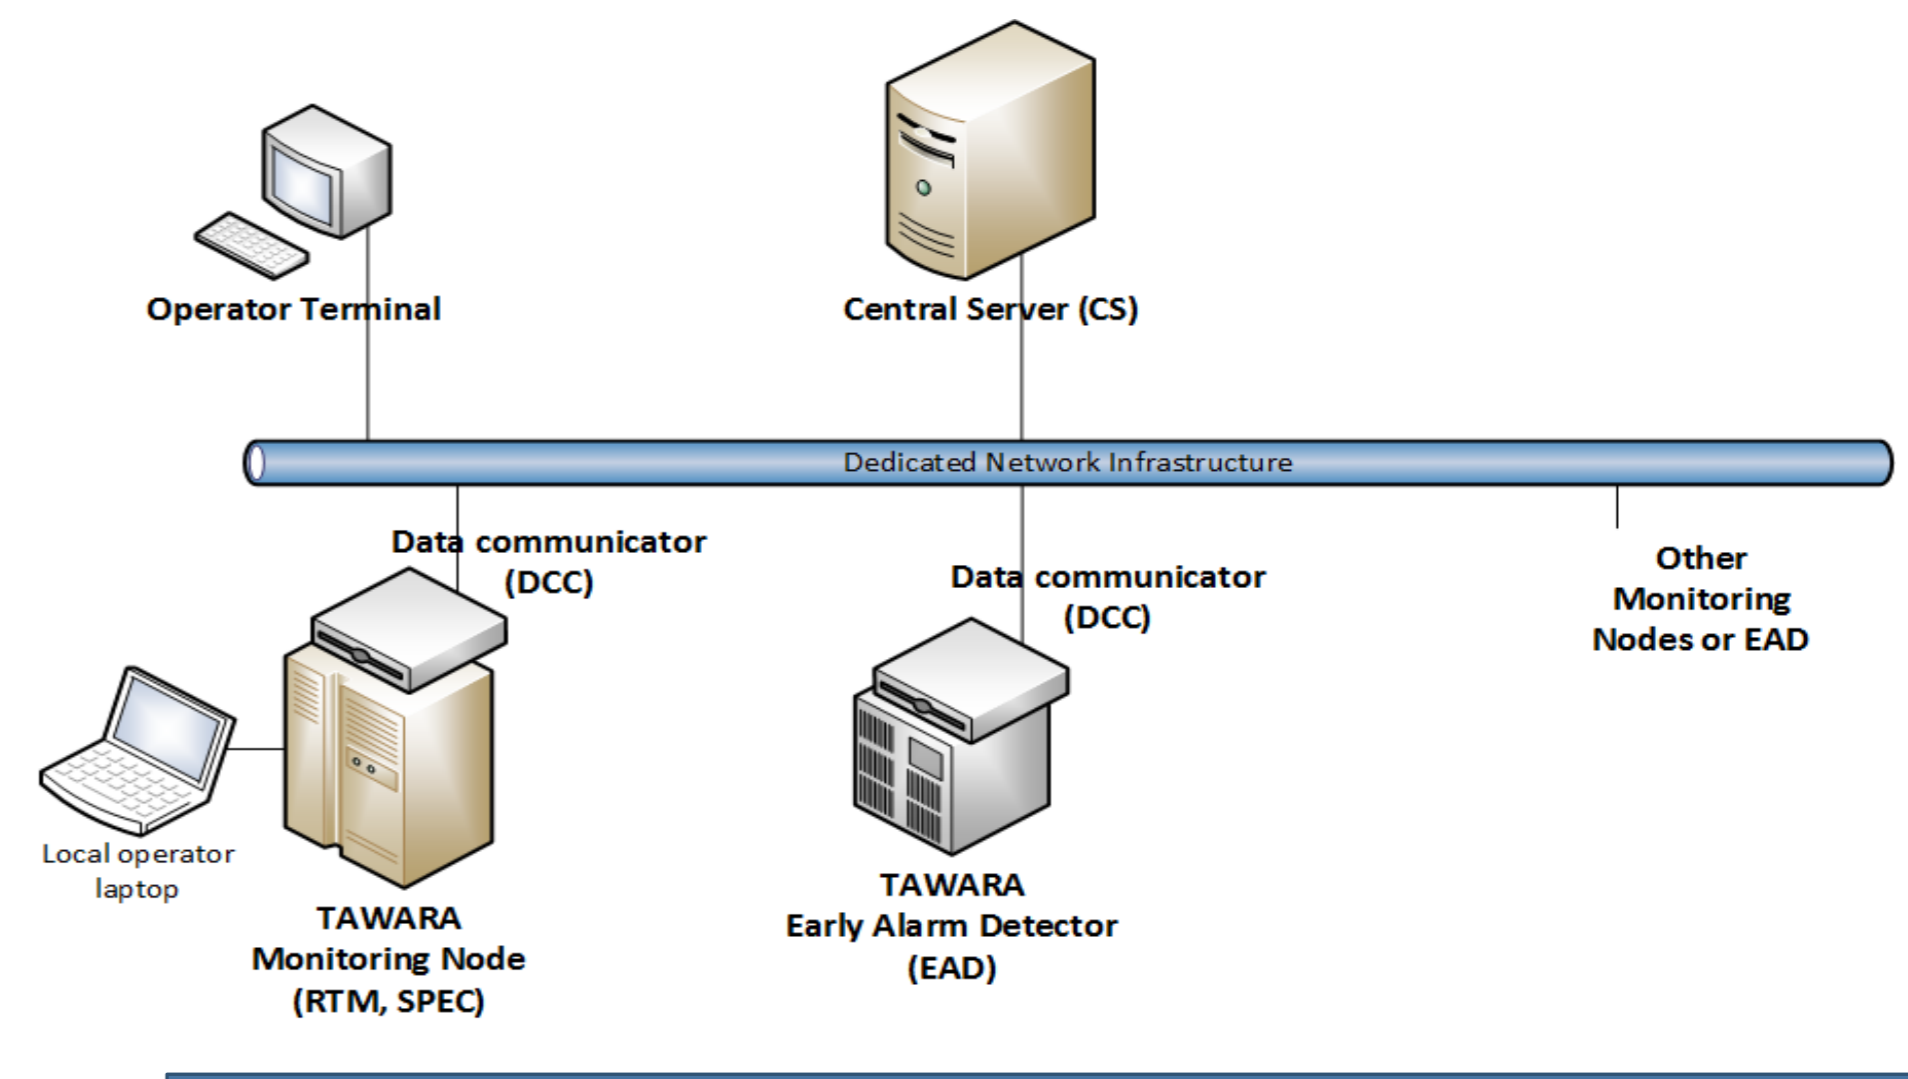 Operator Terminal
Central Server (CS)
Dedicated Network Infrastructure
Data communicator
(DCC)
Data communicator
(DCC)
Other
Monitoring
Nodes or EAD
Local operator
laptop
TAWARA
Monitoring Node
(RTM, SPEC)
TAWARA
Early Alarm Detector
(EAD)